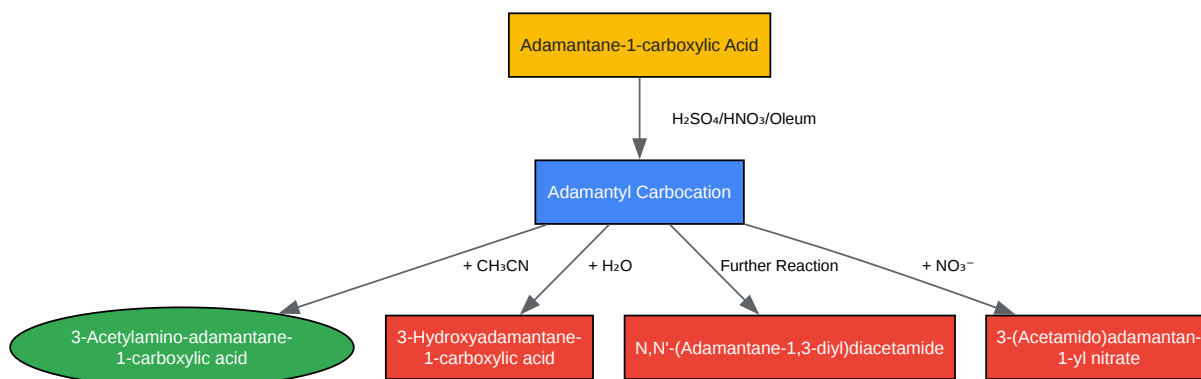 Adamantane-1-carboxylic Acid
H₂SO₄/HNO₃/Oleum
Adamantyl Carbocation
+ CH₃CN
+ H₂O
Further Reaction
+ NO₃⁻
3-Acetylamino-adamantane-
1-carboxylic acid
3-Hydroxyadamantane-
1-carboxylic acid
N,N'-(Adamantane-1,3-diyl)diacetamide
3-(Acetamido)adamantan-
1-yl nitrate